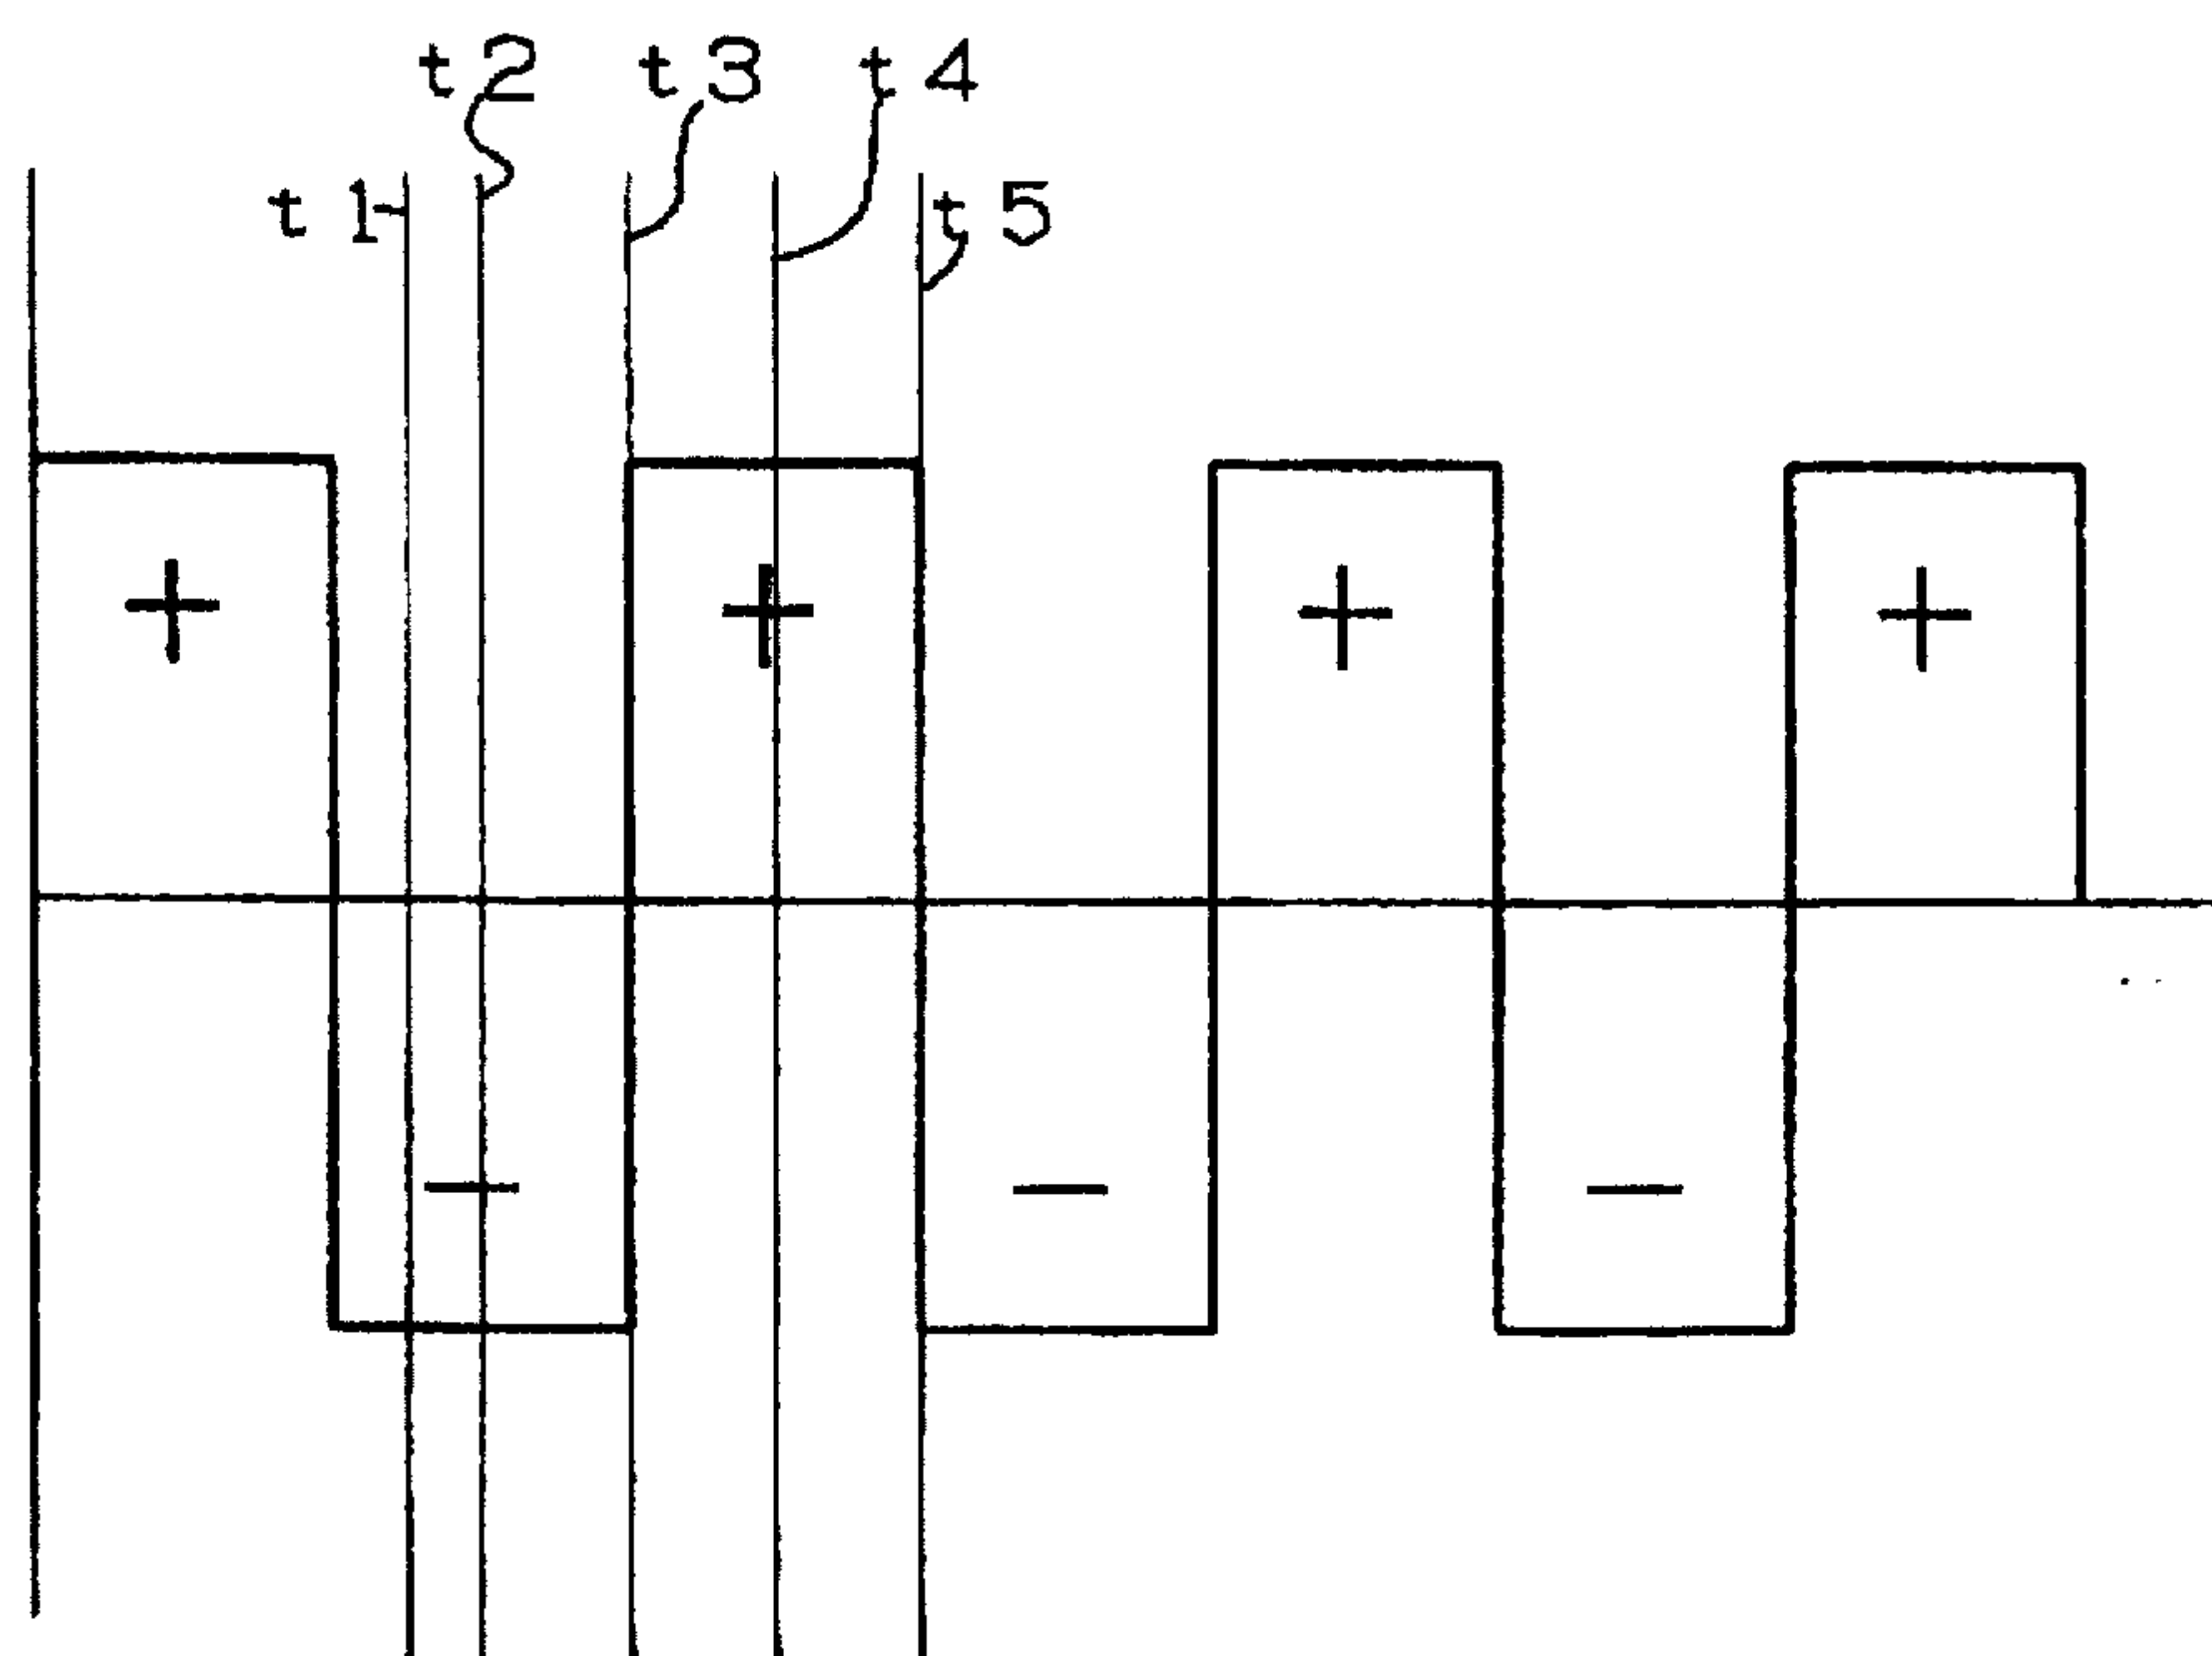 t2 t3 t4
t1 t5
+ + + +
− − −